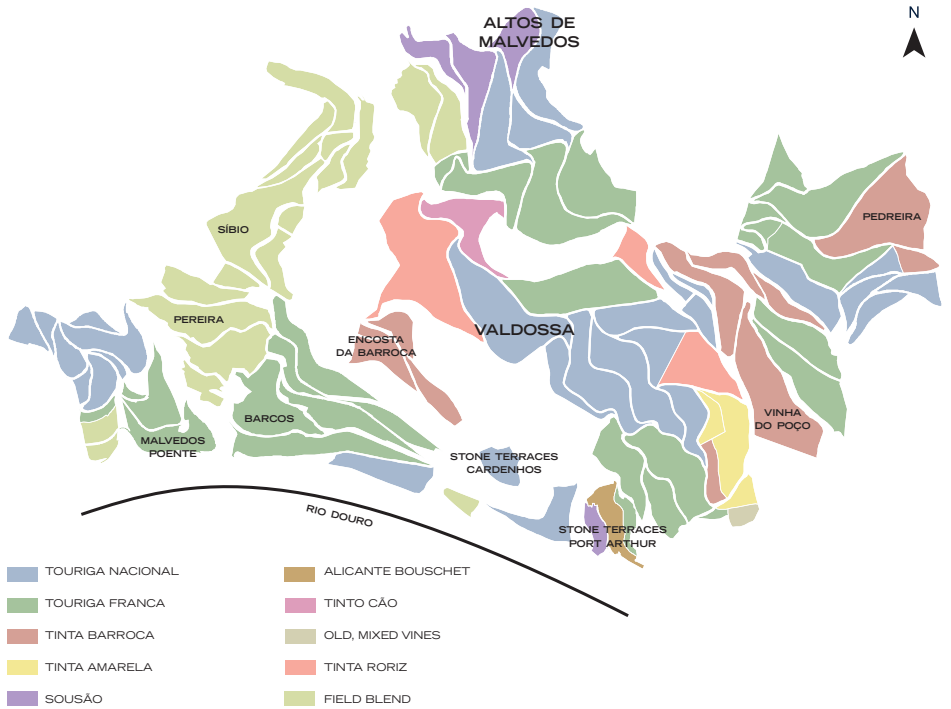 N
ALTOS DE
MALVEDOS
PEDREIRA
SÍBIO
PEREIRA
VALDOSSA
ENCOSTA
DA BARROCA
BARCOS
VINHA
DO POÇO
MALVEDOS
POENTE
STONE TERRACES
CARDENHOS
RIO DOURO
STONE TERRACES
PORT ARTHUR
TOURIGA NACIONAL
TOURIGA FRANCA
TINTA BARROCA
TINTA AMARELA
SOUSÃO
ALICANTE BOUSCHET
TINTO CÃO
OLD, MIXED VINES
TINTA RORIZ
FIELD BLEND